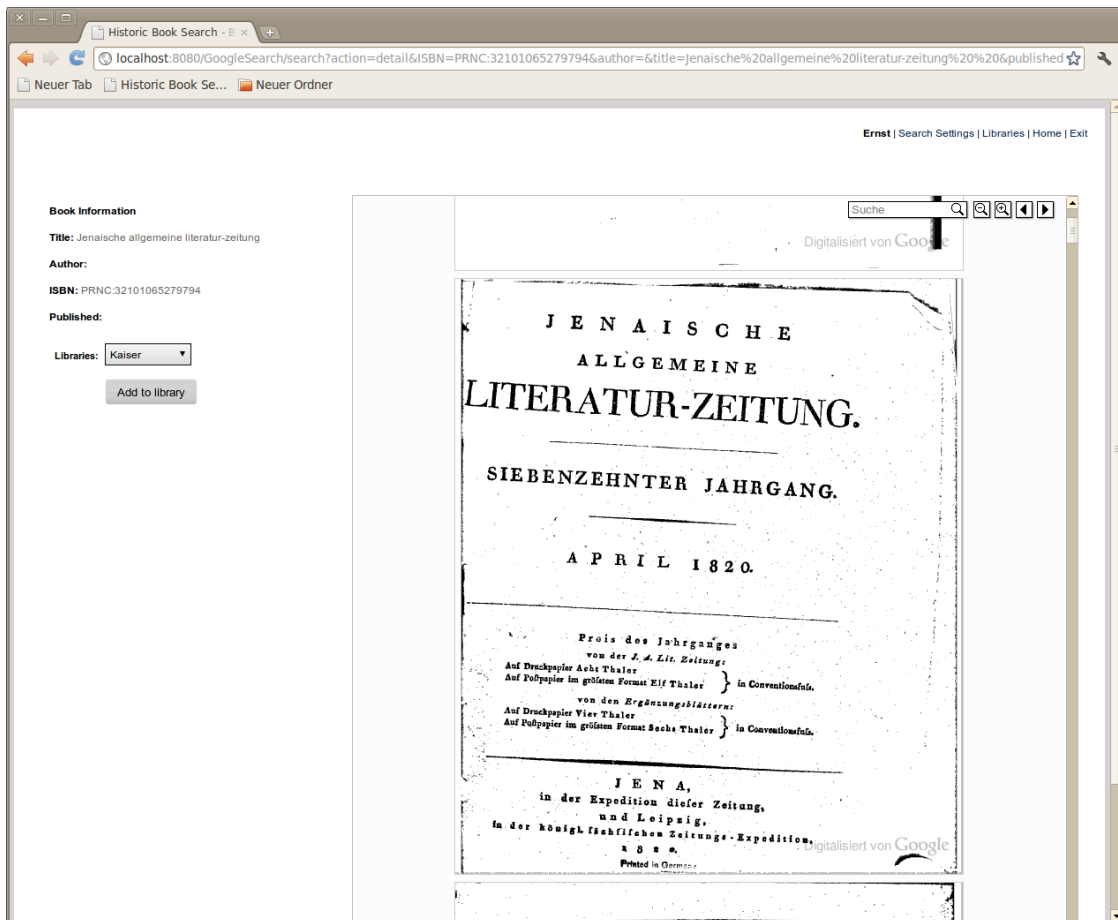 Historic Book Search - B
localhost:8080/GoogleSearch/search?action=detail&ISBN=PRNC:32101065279794&author=&title=Jenaische%20allgemeine%20literatur-zeitung%20%20&published
Neuer Tab Historic Book Se... Neuer Ordner
Ernst | Search Settings | Libraries | Home | Exit
Book Information
Title: Jenaische allgemeine literatur-zeitung
Author:
ISBN: PRNC:32101065279794
Published:
Libraries: Kaiser
Add to library
Suche
Digitalisiert von Google
JENAISCHE
ALLGEMEINE
LITERATUR-ZEITUNG.
SIEBENZEHNTER JAHRGANG.
APRIL 1820.
Preis des Jahrganges
von der J. A. Lit. Zeitung:
Auf Druckpapier Acht Thaler
Auf Poſtpapier im gröſsten Format Elf Thaler } in Conventionsfuſs.
von den Ergänzungsblättern:
Auf Druckpapier Vier Thaler
Auf Poſtpapier im gröſsten Format Sechs Thaler } in Conventionsfuſs.
JENA,
in der Expedition dieſer Zeitung,
und Leipzig,
in der königl. ſächſiſchen Zeitungs-Expedition,
1820.
Printed in Germany
Digitalisiert von Google